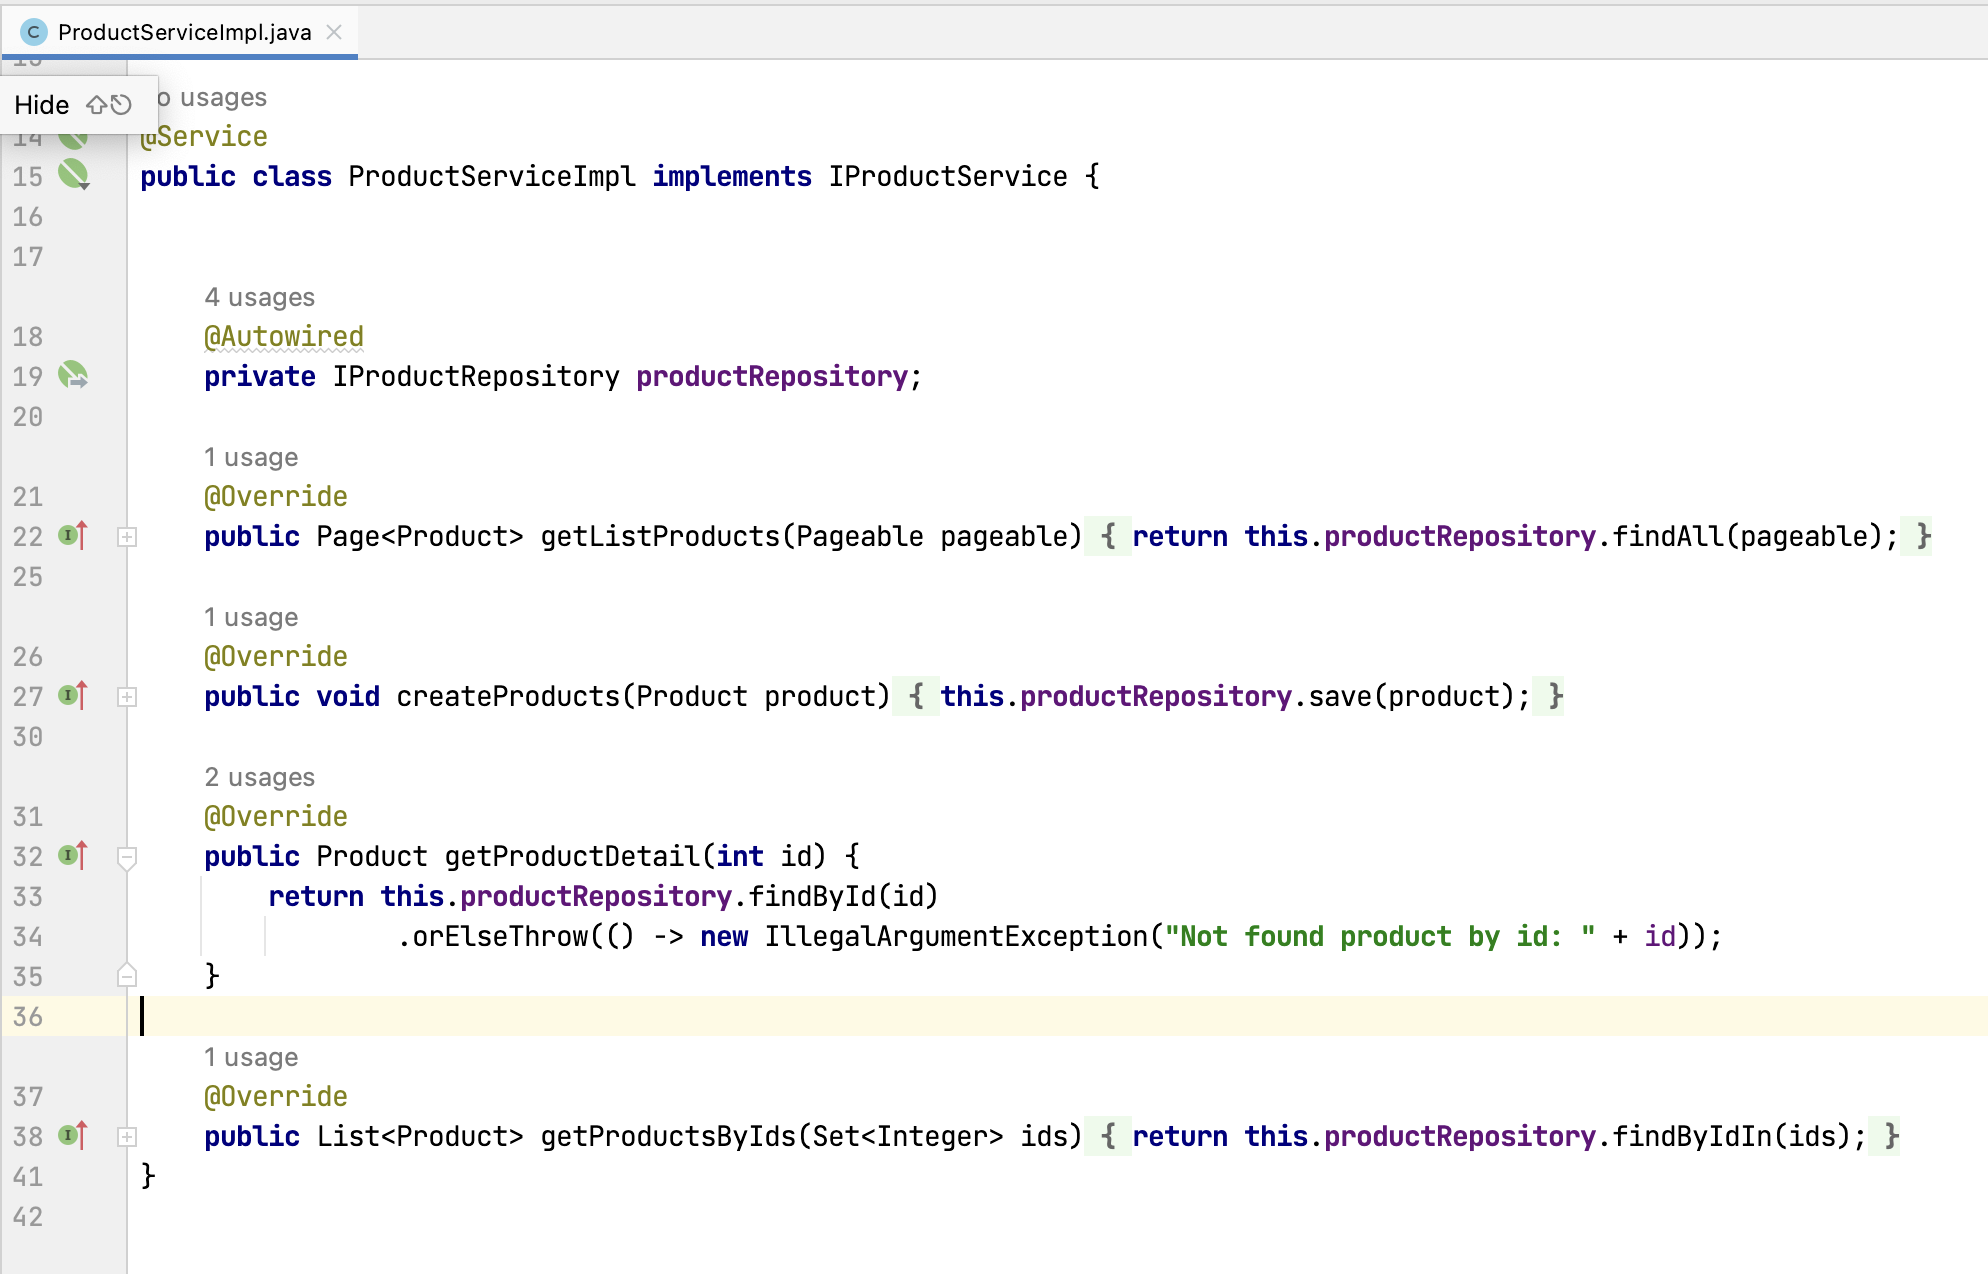 ProductServiceImpl.java
Hide
usages
14 @Service
15 public class ProductServiceImpl implements IProductService {
16
17
4 usages
18 @Autowired
19 private IProductRepository productRepository;
20
1 usage
21 @Override
22 public Page<Product> getListProducts(Pageable pageable) { return this.productRepository.findAll(pageable); }
25
1 usage
26 @Override
27 public void createProducts(Product product) { this.productRepository.save(product); }
30
2 usages
31 @Override
32 public Product getProductDetail(int id) {
33 return this.productRepository.findById(id)
34 .orElseThrow(() -> new IllegalArgumentException("Not found product by id: " + id));
35 }
36
1 usage
37 @Override
38 public List<Product> getProductsByIds(Set<Integer> ids) { return this.productRepository.findByIdIn(ids); }
41 }
42